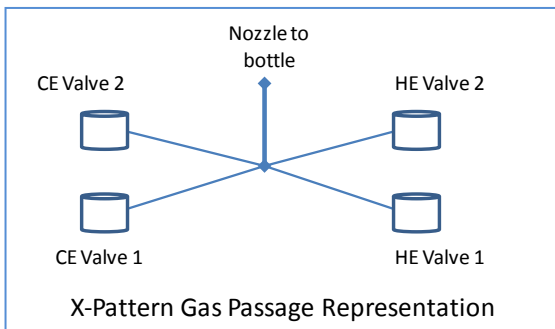 Nozzle to
bottle
CE Valve 2
HE Valve 2
CE Valve 1
HE Valve 1
X-Pattern Gas Passage Representation